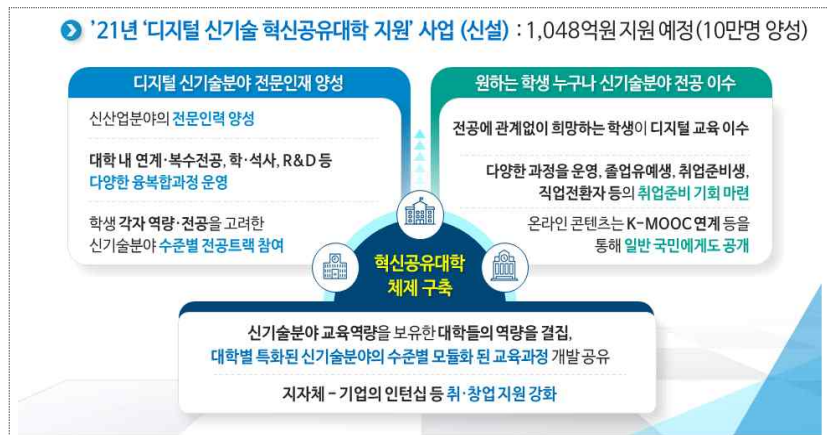 ’21년 ‘디지털 신기술 혁신공유대학 지원’ 사업 (신설) : 1,048억원 지원 예정(10만명 양성)
디지털 신기술분야 전문인재 양성
신산업분야의 전문인력 양성
대학 내 연계·복수전공, 학·석사, R&D 등
다양한 융복합과정 운영
학생 각자 역량·전공을 고려한
신기술분야 수준별 전공트랙 참여
원하는 학생 누구나 신기술분야 전공 이수
전공에 관계없이 희망하는 학생이 디지털 교육 이수
다양한 과정을 운영, 졸업유예생, 취업준비생,
직업전환자 등의 취업준비 기회 마련
온라인 콘텐츠는 K-MOOC 연계 등을
통해 일반 국민에게도 공개
혁신공유대학
체제 구축
신기술분야 교육역량을 보유한 대학들의 역량을 결집,
대학별 특화된 신기술분야의 수준별 모듈화 된 교육과정 개발 공유
지자체 - 기업의 인턴십 등 취·창업 지원 강화